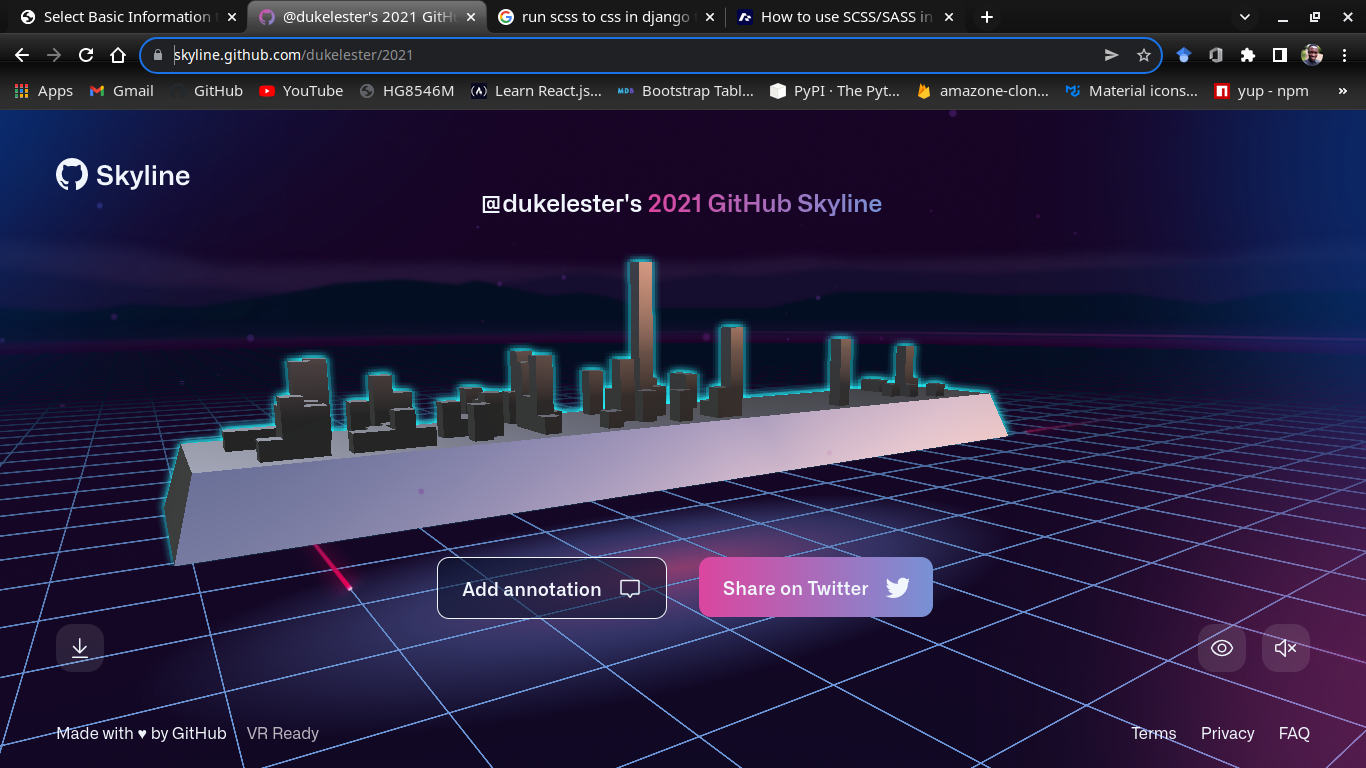 Select Basic Information
@dukelester's 2021 GitH
run scss to css in django
How to use SCSS/SASS in
skyline.github.com/dukelester/2021
Apps
Gmail
GitHub
YouTube
HG8546M
Learn React.js...
MDB
Bootstrap Tabl...
PyPI · The Pyt...
amazone-clon...
Material icons...
yup - npm
»
Skyline
@dukelester's 2021 GitHub Skyline
Add annotation
Share on Twitter
Made with ♥ by GitHub
VR Ready
Terms
Privacy
FAQ